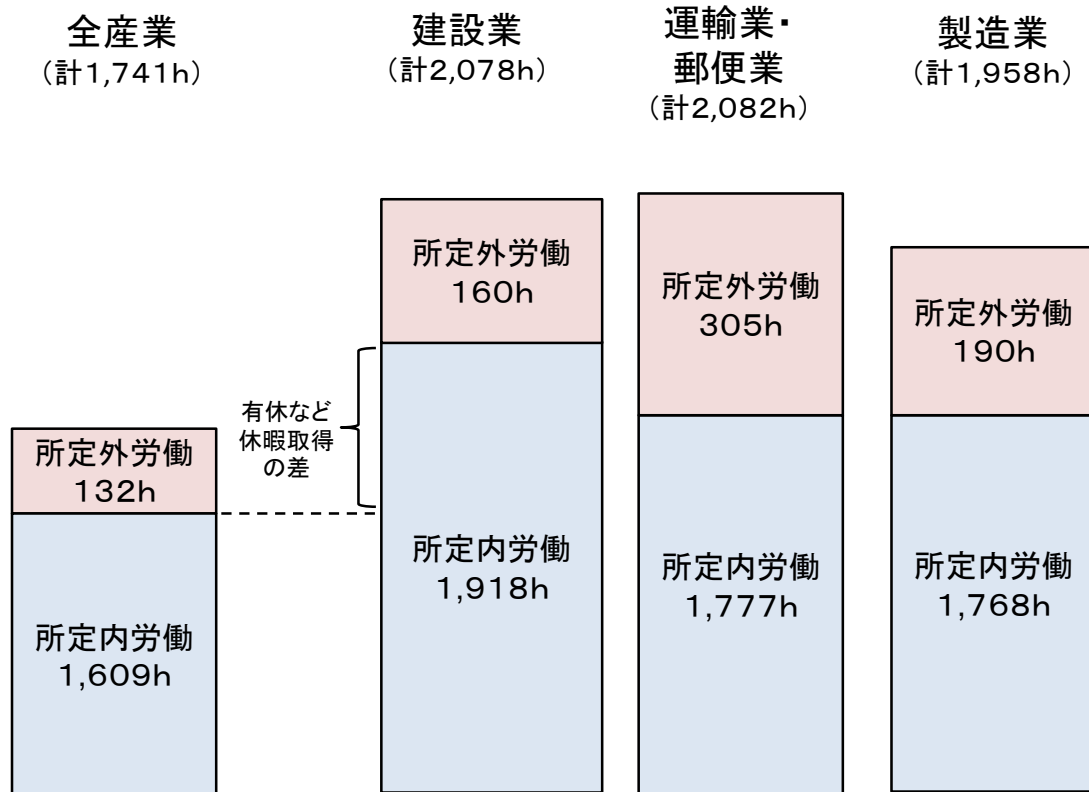 全産業
（計1,741h）
建設業
（計2,078h）
運輸業・
郵便業
（計2,082h）
製造業
（計1,958h）
所定外労働
132h
所定内労働
1,609h
有休など
休暇取得
の差
所定外労働
160h
所定内労働
1,918h
所定外労働
305h
所定内労働
1,777h
所定外労働
190h
所定内労働
1,768h